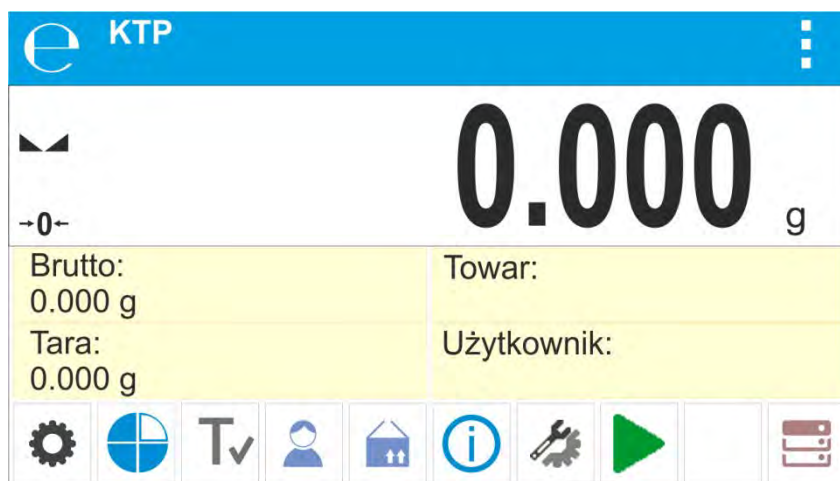 e KTP
0.000 g
→0←
Brutto:
0.000 g
Towar:
Tara:
0.000 g
Użytkownik:
T
i